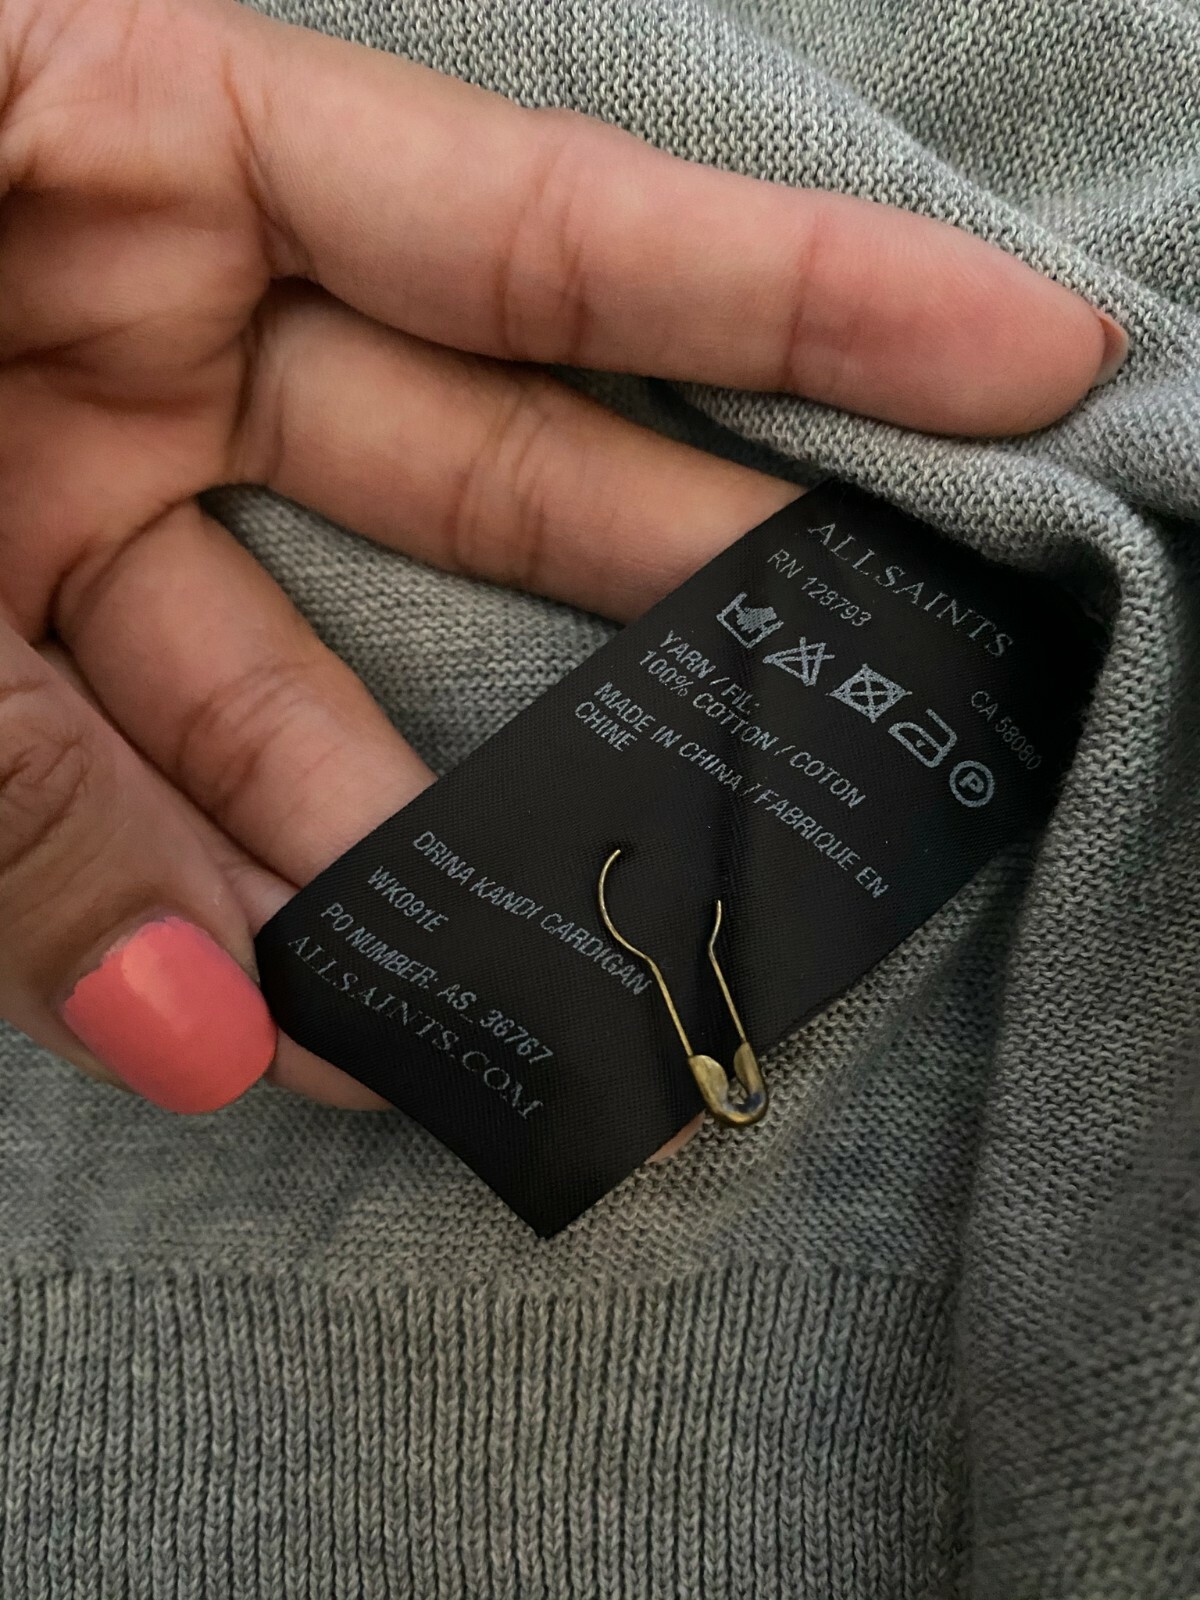 ALLSAINTS
RN 128793
CA 58080
P
YARN / FIL:
100% COTTON / COTON
MADE IN CHINA / FABRIQUE EN
CHINE
DRINA KANDI CARDIGAN
WK091E
PO NUMBER: AS_36767
ALLSAINTS.COM